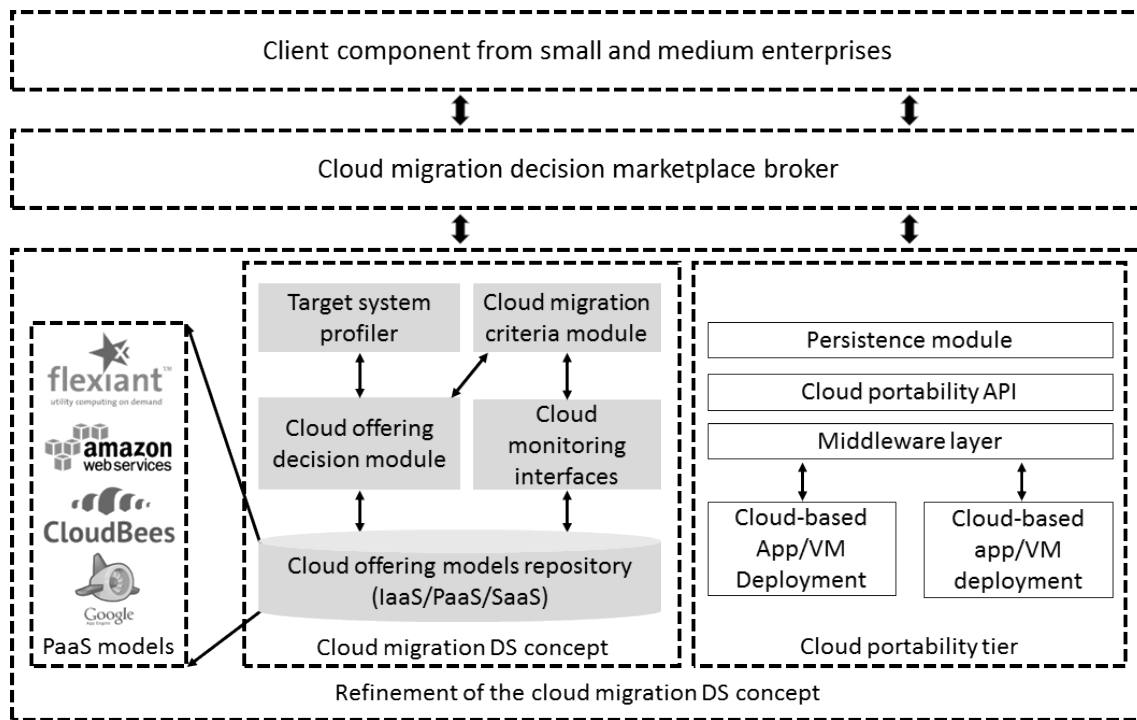 Client component from small and medium enterprises
Cloud migration decision marketplace broker
flexiant™
utility computing on demand
amazon
web services
CloudBees
Google
App Engine
PaaS models
Target system
profiler
Cloud migration
criteria module
Cloud offering
decision module
Cloud
monitoring
interfaces
Cloud offering models repository
(IaaS/PaaS/SaaS)
Cloud migration DS concept
Persistence module
Cloud portability API
Middleware layer
Cloud-based
App/VM
Deployment
Cloud-based
app/VM
deployment
Cloud portability tier
Refinement of the cloud migration DS concept